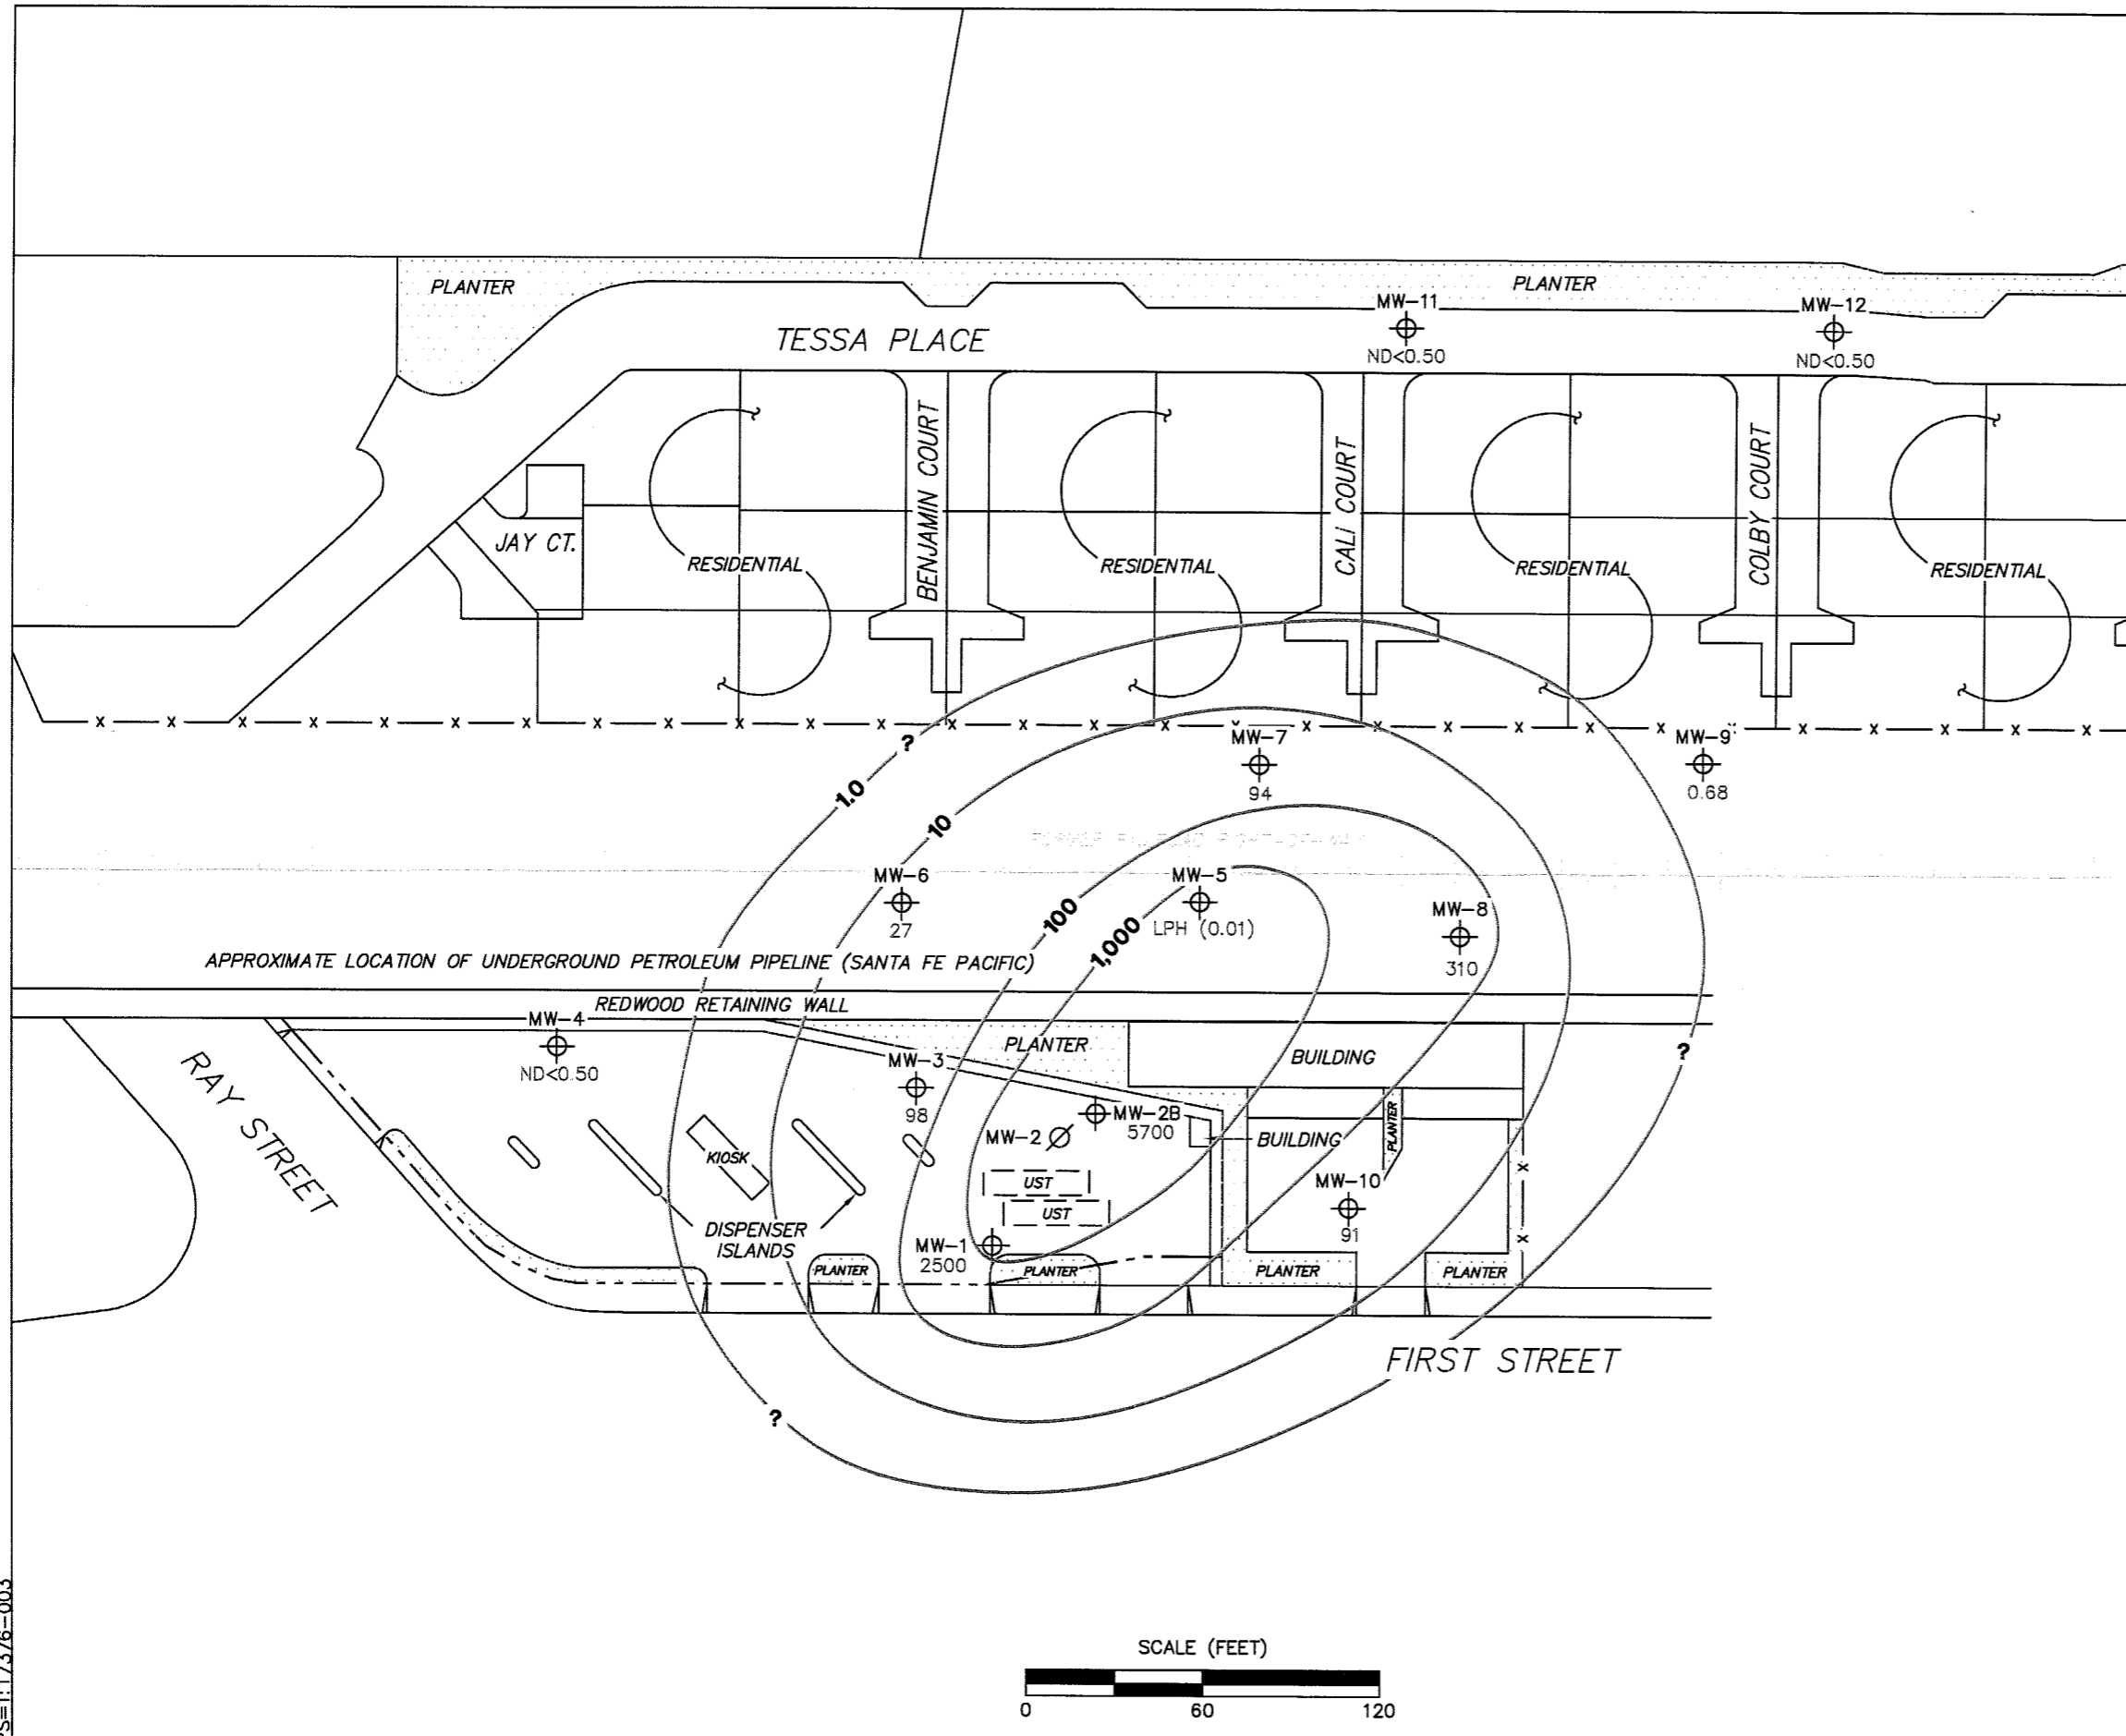 PLANTER
PLANTER
MW-11
ND<0.50
MW-12
ND<0.50
TESSA PLACE
BENJAMIN COURT
CALI COURT
COLBY COURT
JAY CT.
RESIDENTIAL
RESIDENTIAL
RESIDENTIAL
RESIDENTIAL
x x x x x x x x x x x x x x x x x x x x x x x x x x x x x
?
MW-7
94
MW-9
0.68
1.0
10
100
1,000
MW-6
27
MW-5
LPH (0.01)
MW-8
310
APPROXIMATE LOCATION OF UNDERGROUND PETROLEUM PIPELINE (SANTA FE PACIFIC)
REDWOOD RETAINING WALL
MW-4
ND<0.50
RAY STREET
MW-3
98
PLANTER
BUILDING
?
MW-2B
5700
MW-2
BUILDING
PLANTER
KIOSK
UST
UST
MW-10
91
x
x
DISPENSER
ISLANDS
MW-1
2500
PLANTER
PLANTER
PLANTER
PLANTER
FIRST STREET
?
SCALE (FEET)
0 60 120
PS=1:17376-003